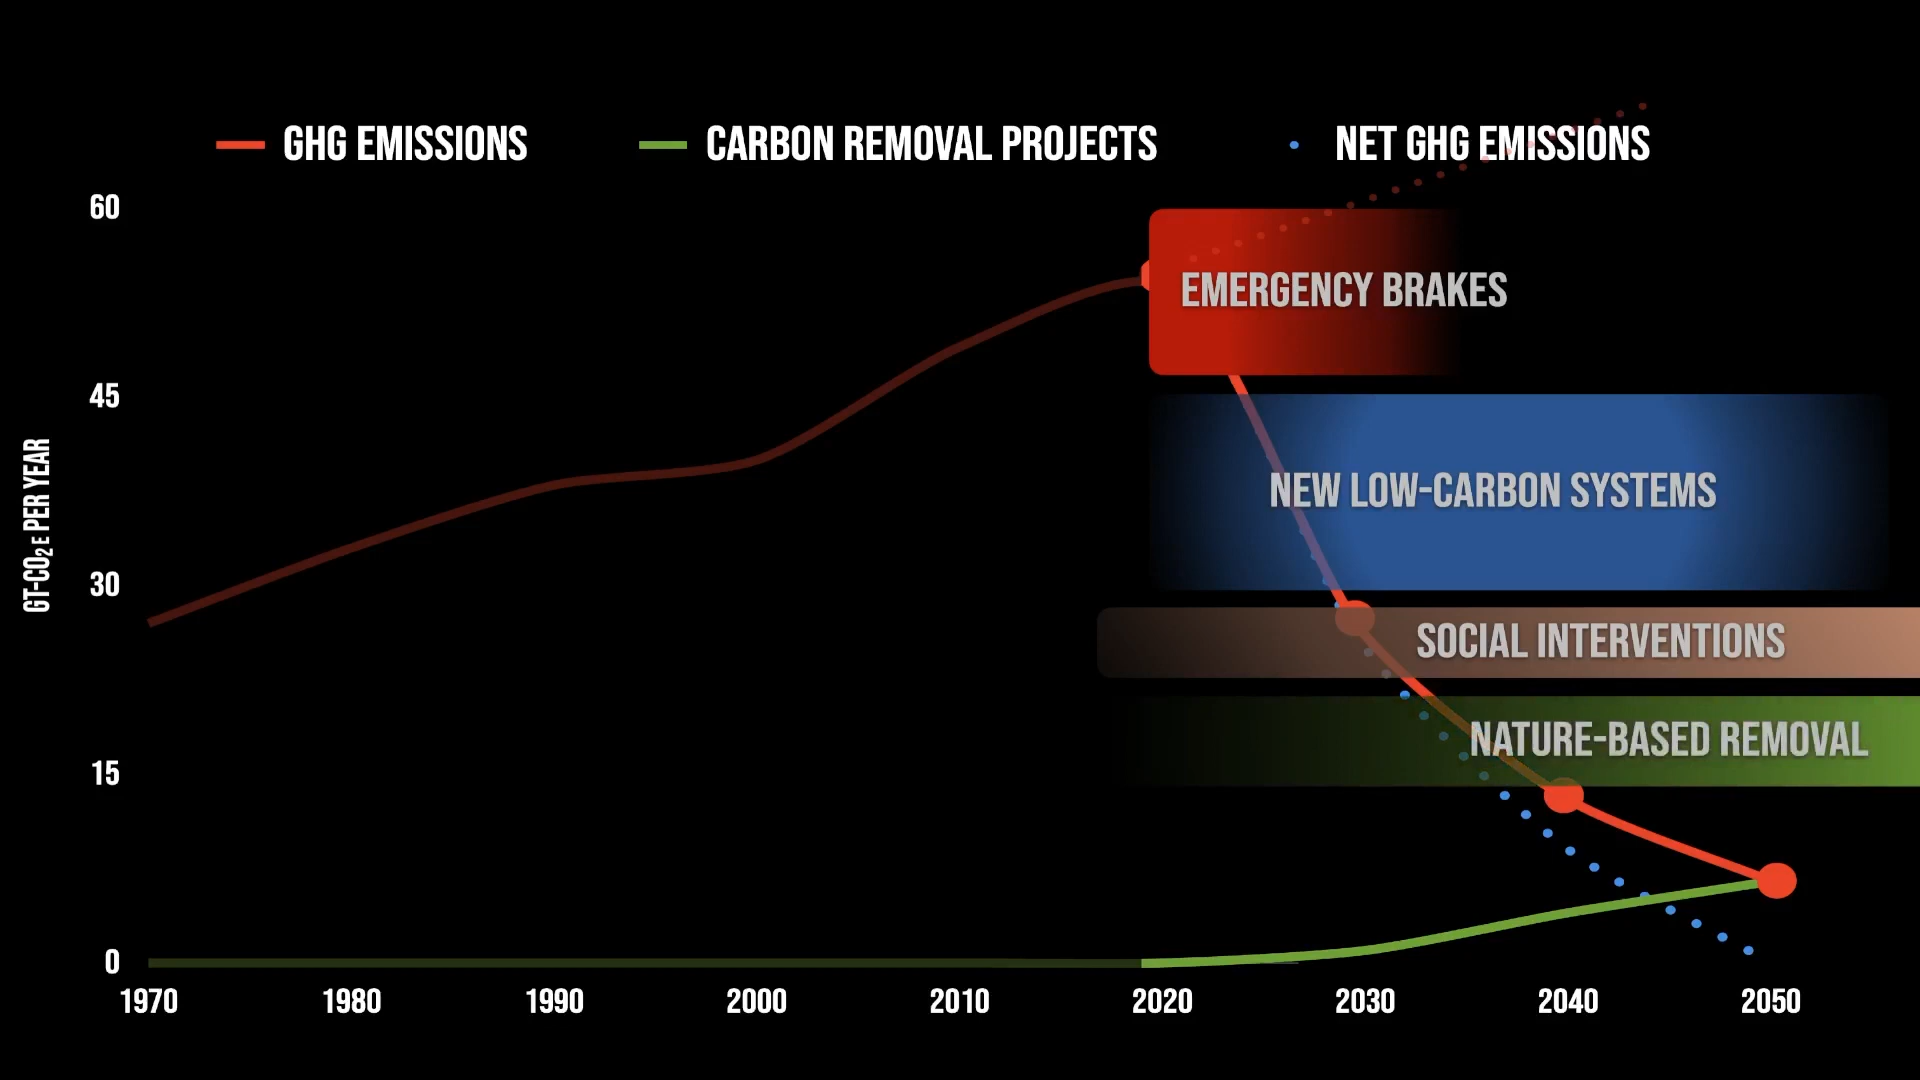 GHG EMISSIONS
CARBON REMOVAL PROJECTS
NET GHG EMISSIONS
60
45
30
15
0
GT-CO₂ E PER YEAR
EMERGENCY BRAKES
NEW LOW-CARBON SYSTEMS
SOCIAL INTERVENTIONS
NATURE-BASED REMOVAL
1970
1980
1990
2000
2010
2020
2030
2040
2050